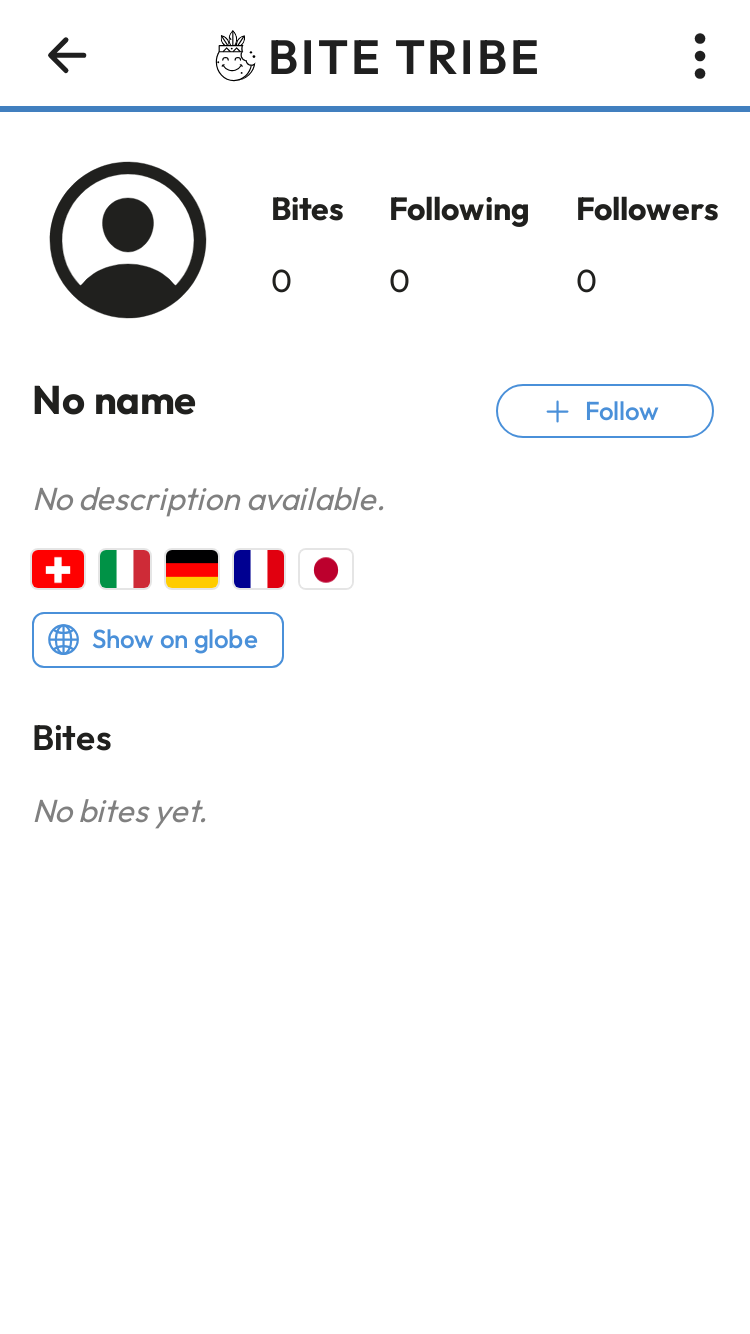 BITE TRIBE
Bites Following Followers
0 0 0
No name
Follow
No description available.
Show on globe
Bites
No bites yet.